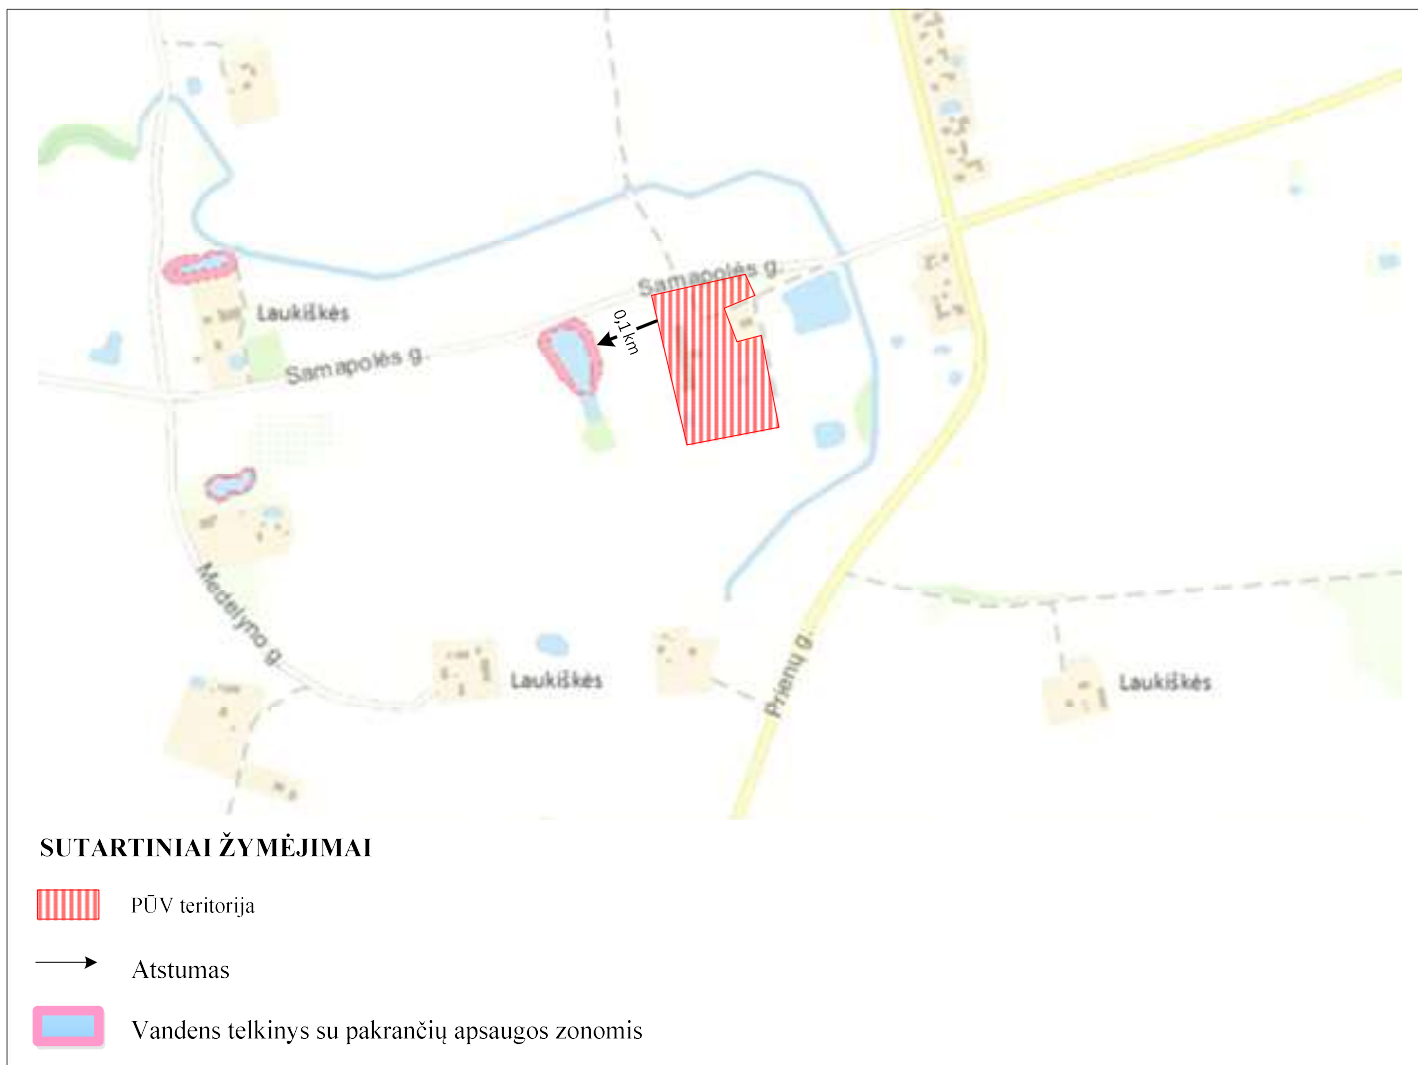 Samapolės g.
Laukiškės
0,1 km
Samapolės g.
Medelyno g.
Laukiškės
Prienų g.
Laukiškės
SUTARTINIAI ŽYMĖJIMAI
PŪV teritorija
Atstumas
Vandens telkinys su pakrančių apsaugos zonomis